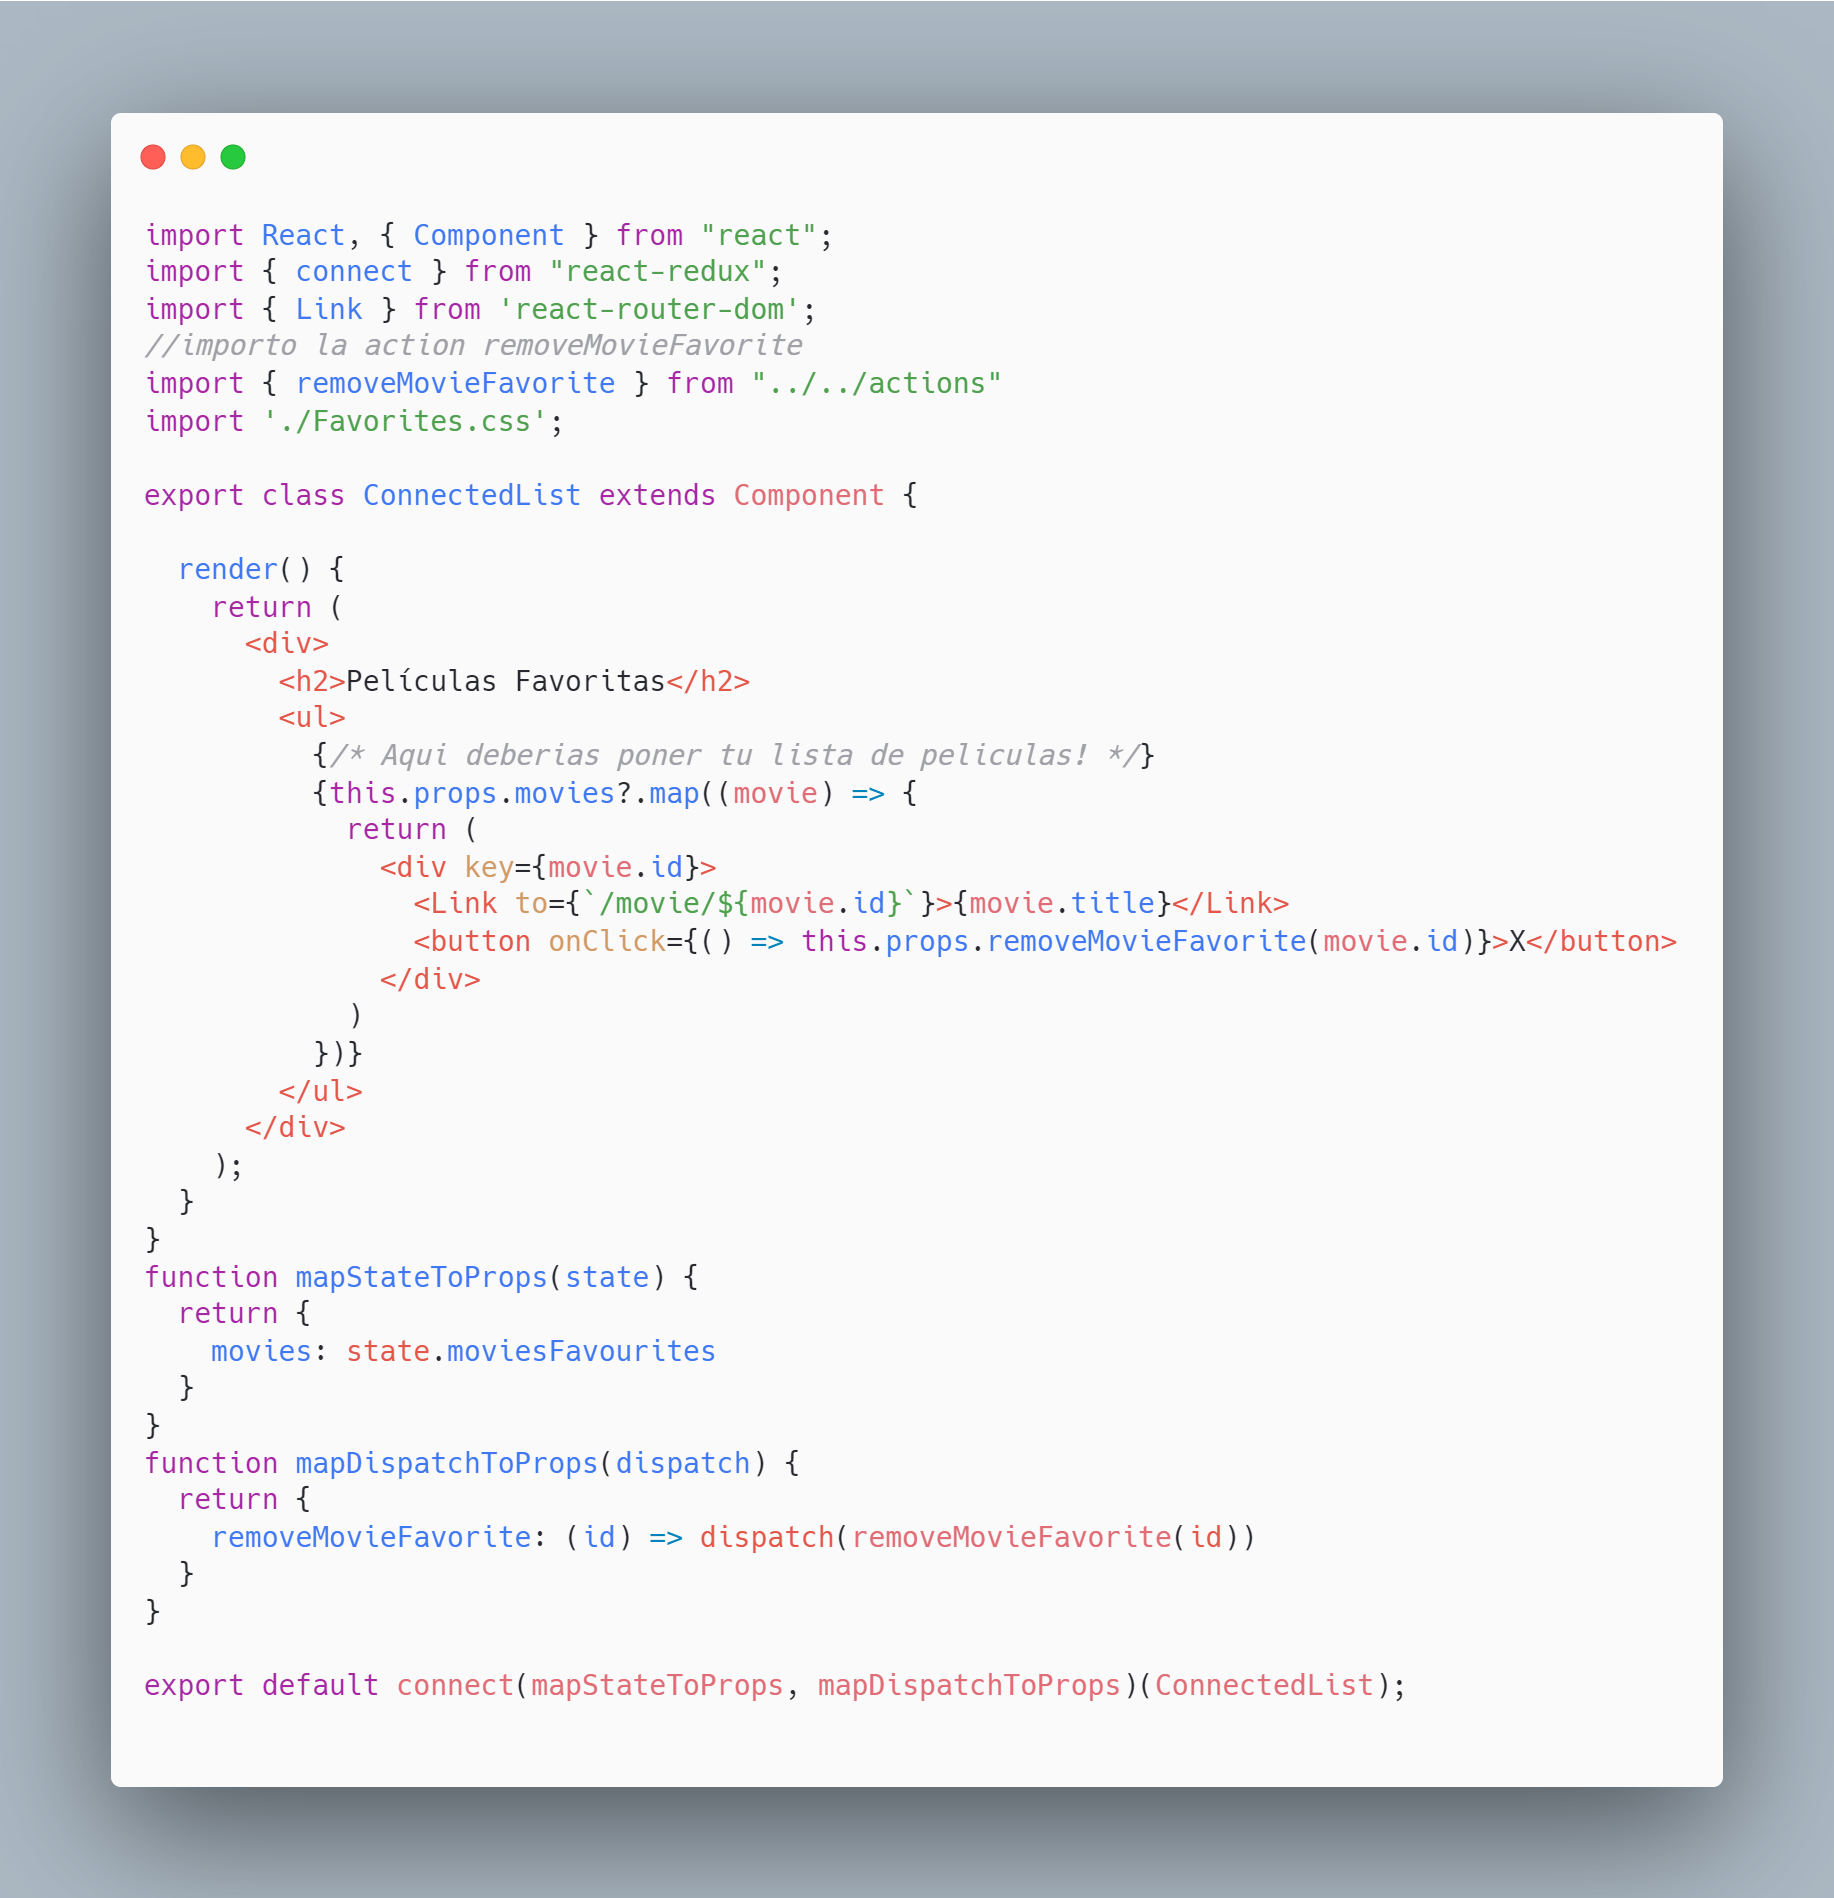 import React, { Component } from "react";
import { connect } from "react-redux";
import { Link } from 'react-router-dom';
//importo la action removeMovieFavorite
import { removeMovieFavorite } from "../../actions"
import './Favorites.css';

export class ConnectedList extends Component {

  render() {
    return (
      <div>
        <h2>Películas Favoritas</h2>
        <ul>
          {/* Aqui deberias poner tu lista de peliculas! */}
          {this.props.movies?.map((movie) => {
            return (
              <div key={movie.id}>
                <Link to={`/movie/${movie.id}`}>{movie.title}</Link>
                <button onClick={() => this.props.removeMovieFavorite(movie.id)}>X</button>
              </div>
            )
          })}
        </ul>
      </div>
    );
  }
}
function mapStateToProps(state) {
  return {
    movies: state.moviesFavourites
  }
}
function mapDispatchToProps(dispatch) {
  return {
    removeMovieFavorite: (id) => dispatch(removeMovieFavorite(id))
  }
}

export default connect(mapStateToProps, mapDispatchToProps)(ConnectedList);